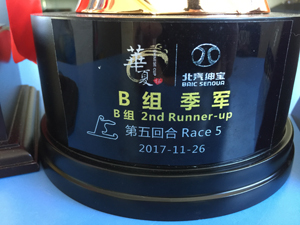 華夏
北汽绅宝
BAIC SENOVA
B 组 季军
B 组 2nd Runner-up
第五回合 Race 5
2017-11-26